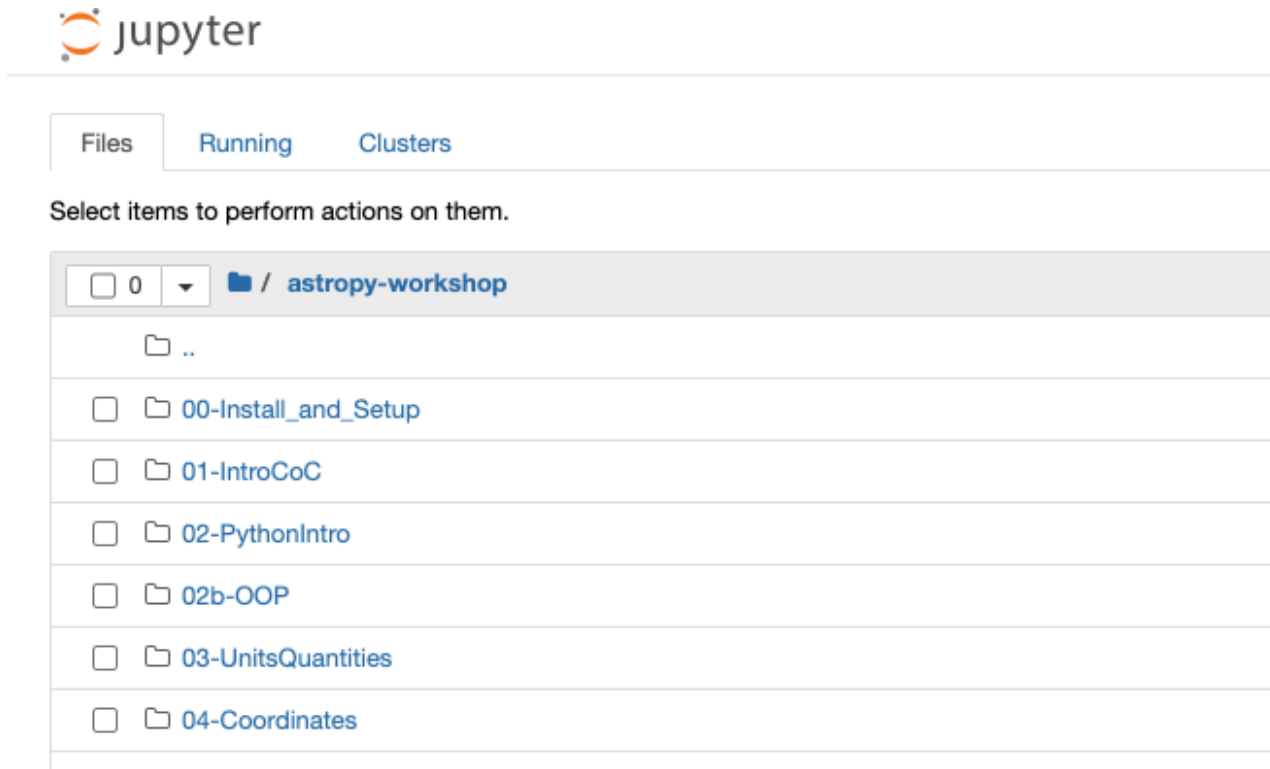 jupyter
Files Running Clusters
Select items to perform actions on them.
0 / astropy-workshop
..
00-Install_and_Setup
01-IntroCoC
02-PythonIntro
02b-OOP
03-UnitsQuantities
04-Coordinates